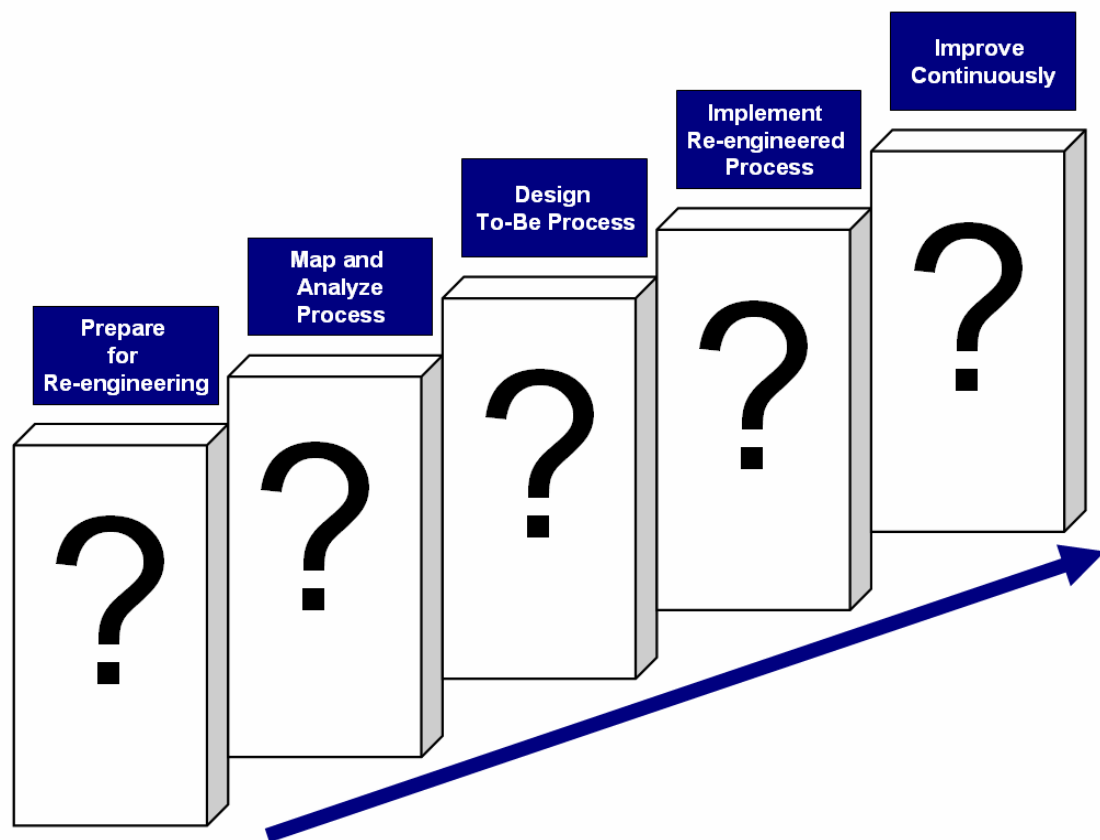 Prepare
for
Re-engineering
?
Map and
Analyze
Process
?
Design
To-Be Process
?
Implement
Re-engineered
Process
?
Improve
Continuously
?